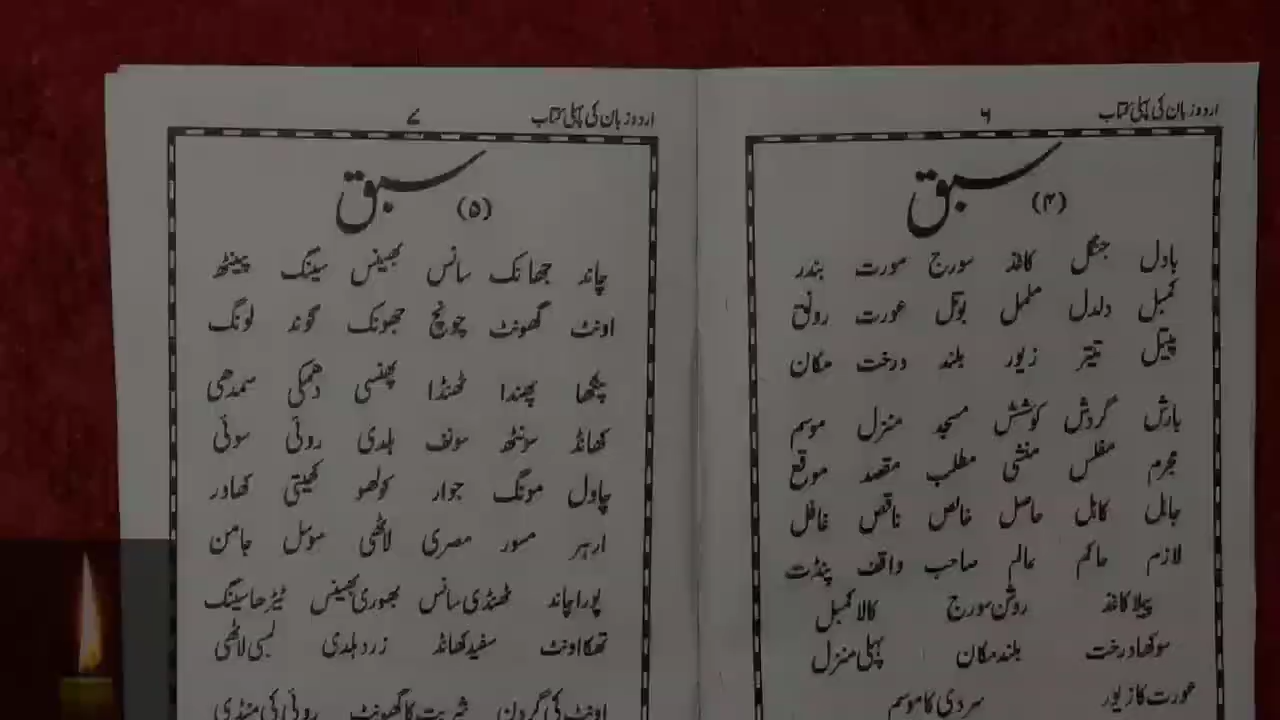 اردو زبان کی پہلی کتاب ۶
سبق (۴)
بادل جنگل کاغذ سورج مورت بندر
کمبل دلدل ململ بوتل عورت رونق
پیتل تیتر زیور بلند درخت مکان
بارش گردش کوشش مسجد منزل موسم
مجرم مفلس منشی مطلب مقصد موقع
جاہل کاہل حاصل خالص ناقص غافل
لازم حاکم عالم صاحب واقف پنڈت
پیلا کاغذ روشن سورج کالا کمبل
سوکھا درخت بلند مکان پہلی منزل
عورت کا زیور سردی کا موسم
اردو زبان کی پہلی کتاب ۷
سبق (۵)
چاند جھانک سانس بھینس سینگ پینٹھ
اونٹ گھونٹ چونچ جھونک گوند لونگ
پنکھا پھندا ٹھنڈا پھنسی دھمکی سمدھی
کھانڈ سونٹھ سونف ہلدی روئی سوئی
چاول مونگ جوار کولھو کھیتی کھادر
ارہر مسور مصری لاٹھی موسل جامن
پورا چاند ٹھنڈی سانس بھوری بھینس ٹیڑھا سینگ
تھکا اونٹ سفید کھانڈ زرد ہلدی لمبی لاٹھی
اونٹ کی گردن شربت کا گھونٹ روئی کی منڈی